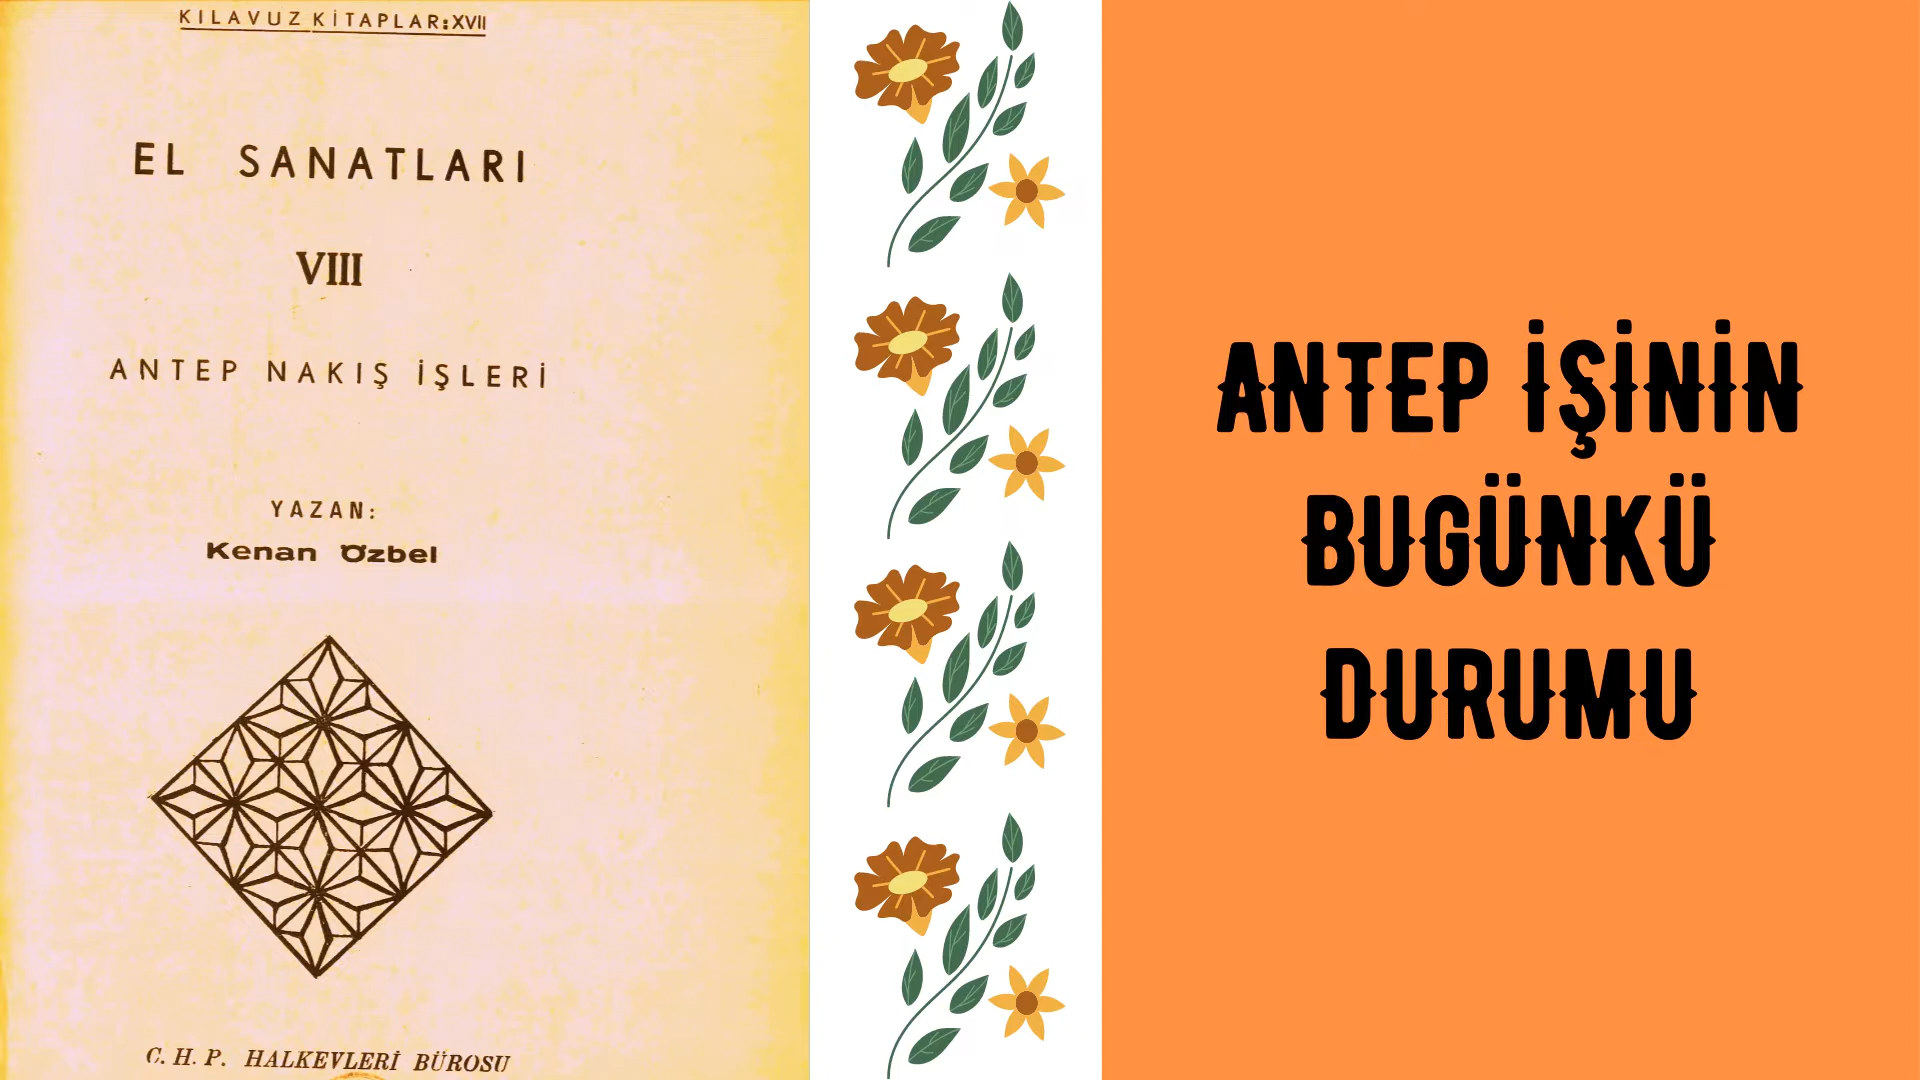 KILAVUZ KİTAPLAR:XVII
EL SANATLARI
VIII
ANTEP NAKIŞ İŞLERİ
YAZAN:
Kenan Özbel
C. H. P. HALKEVLERİ BÜROSU
ANTEP İŞİNİN
BUGÜNKÜ
DURUMU